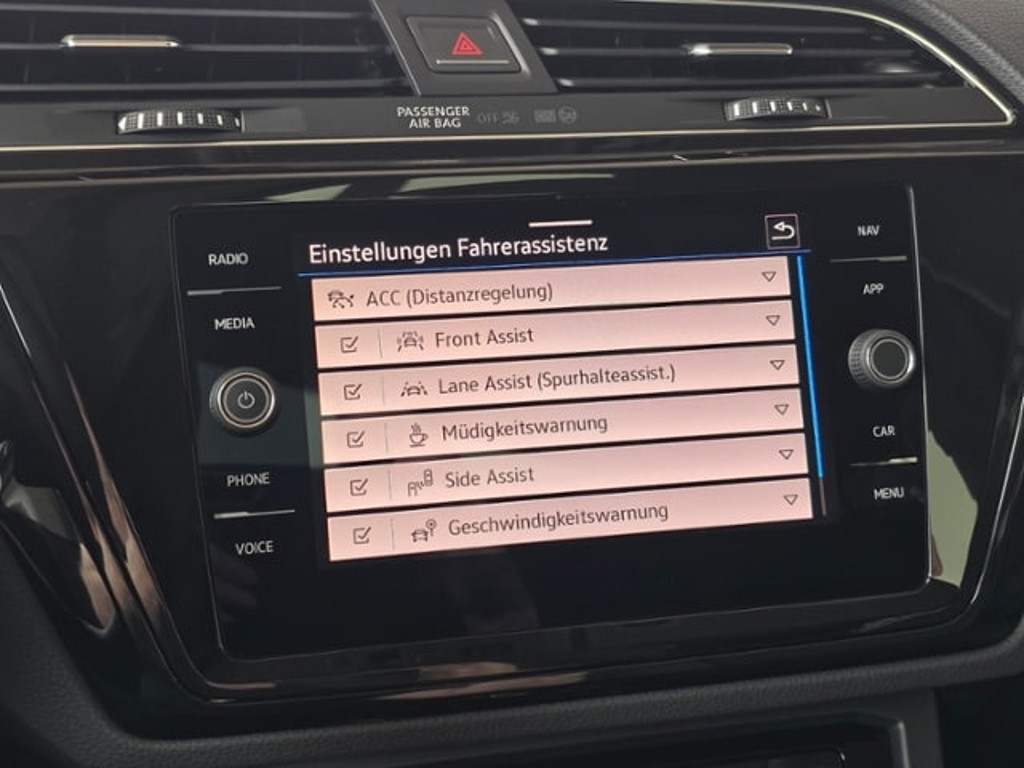 PASSENGER
AIR BAG
OFF
RADIO
MEDIA
PHONE
VOICE
Einstellungen Fahrerassistenz
ACC (Distanzregelung)
Front Assist
Lane Assist (Spurhalteassist.)
Müdigkeitswarnung
Side Assist
Geschwindigkeitswarnung
NAV
APP
CAR
MENU